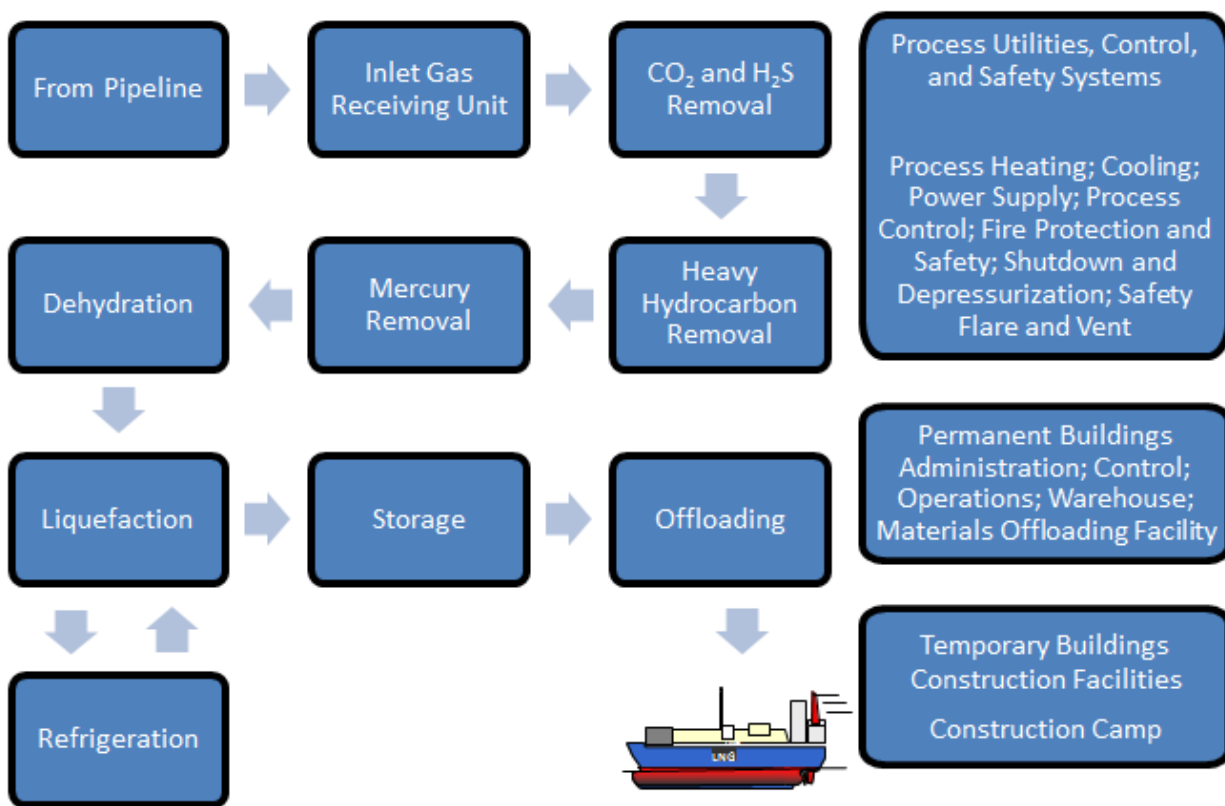 From Pipeline
Inlet Gas
Receiving Unit
CO₂ and H₂S
Removal
Process Utilities, Control,
and Safety Systems
Process Heating; Cooling;
Power Supply; Process
Control; Fire Protection and
Safety; Shutdown and
Depressurization; Safety
Flare and Vent
Heavy
Hydrocarbon
Removal
Mercury
Removal
Dehydration
Liquefaction
Storage
Offloading
Permanent Buildings
Administration; Control;
Operations; Warehouse;
Materials Offloading Facility
Refrigeration
LNG
Temporary Buildings
Construction Facilities
Construction Camp